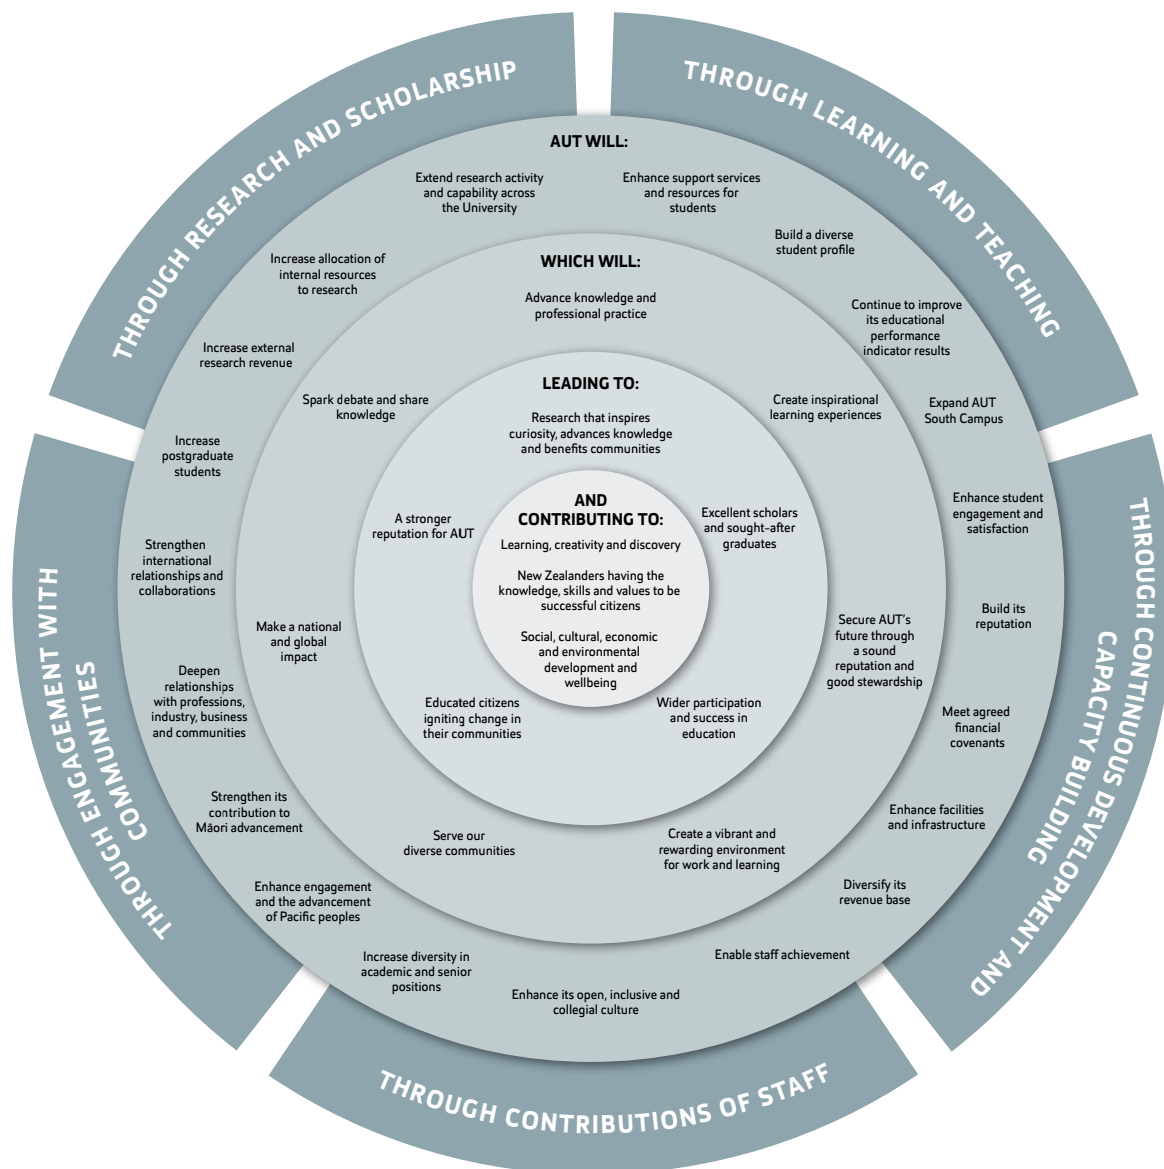 THROUGH RESEARCH AND SCHOLARSHIP
THROUGH LEARNING AND TEACHING
THROUGH CONTINUOUS DEVELOPMENT AND
CAPACITY BUILDING
THROUGH CONTRIBUTIONS OF STAFF
THROUGH ENGAGEMENT WITH
COMMUNITIES
AUT WILL:
Extend research activity
and capability across
the University
Enhance support services
and resources for
students
Build a diverse
student profile
Continue to improve
its educational
performance
indicator results
Expand AUT
South Campus
Enhance student
engagement and
satisfaction
Build its
reputation
Meet agreed
financial
covenants
Enhance facilities
and infrastructure
Diversify its
revenue base
Enable staff achievement
Enhance its open, inclusive and
collegial culture
Increase diversity in
academic and senior
positions
Enhance engagement
and the advancement
of Pacific peoples
Strengthen its
contribution to
Māori advancement
Deepen
relationships
with professions,
industry, business
and communities
Strengthen
international
relationships and
collaborations
Increase
postgraduate
students
Increase external
research revenue
Increase allocation of
internal resources
to research
WHICH WILL:
Advance knowledge and
professional practice
Create inspirational
learning experiences
Secure AUT's
future through
a sound
reputation and
good stewardship
Create a vibrant and
rewarding environment
for work and learning
Serve our
diverse communities
Make a national
and global
impact
Spark debate and share
knowledge
LEADING TO:
Research that inspires
curiosity, advances knowledge
and benefits communities
Excellent scholars
and sought-after
graduates
Wider participation
and success in
education
Educated citizens
igniting change in
their communities
A stronger
reputation for AUT
AND
CONTRIBUTING TO:
Learning, creativity and discovery
New Zealanders having the
knowledge, skills and values to be
successful citizens
Social, cultural, economic
and environmental
development and
wellbeing